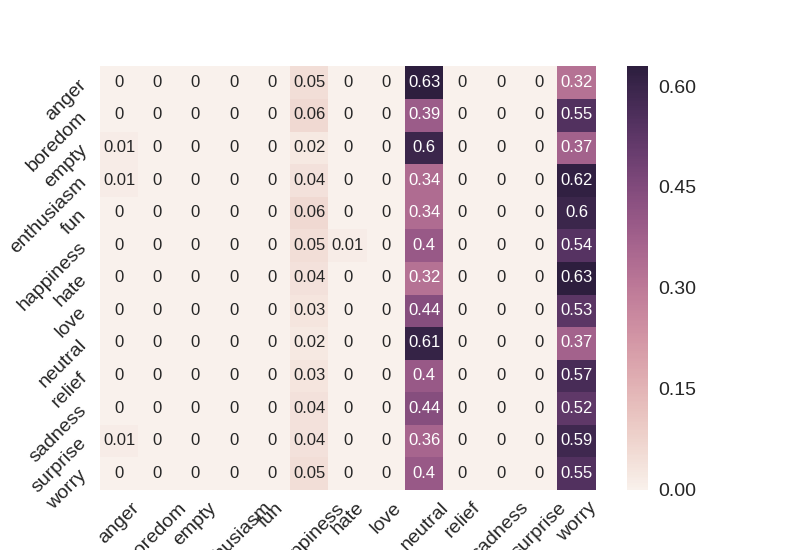 anger 0 0 0 0 0 0.05 0 0 0.63 0 0 0 0.32
boredom 0 0 0 0 0 0.06 0 0 0.39 0 0 0 0.55
empty 0.01 0 0 0 0 0.02 0 0 0.6 0 0 0 0.37
enthusiasm 0.01 0 0 0 0 0.04 0 0 0.34 0 0 0 0.62
fun 0 0 0 0 0 0.06 0 0 0.34 0 0 0 0.6
happiness 0 0 0 0 0 0.05 0.01 0 0.4 0 0 0 0.54
hate 0 0 0 0 0 0.04 0 0 0.32 0 0 0 0.63
love 0 0 0 0 0 0.03 0 0 0.44 0 0 0 0.53
neutral 0 0 0 0 0 0.02 0 0 0.61 0 0 0 0.37
relief 0 0 0 0 0 0.03 0 0 0.4 0 0 0 0.57
sadness 0 0 0 0 0 0.04 0 0 0.44 0 0 0 0.52
surprise 0.01 0 0 0 0 0.04 0 0 0.36 0 0 0 0.59
worry 0 0 0 0 0 0.05 0 0 0.4 0 0 0 0.55
anger oredom empty husiasm fun ppiness hate love neutral relief adness surprise worry
0.60
0.45
0.30
0.15
0.00